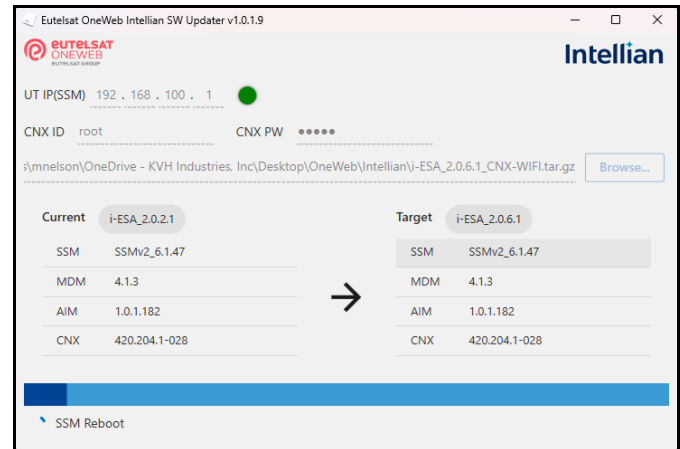 Eutelsat OneWeb Intellian SW Updater v1.0.1.9
eutelsat
ONEWEB
EUTELSAT GROUP
Intellian
UT IP(SSM) 192 . 168 . 100 . 1
CNX ID root CNX PW •••••
s\mnelson\OneDrive - KVH Industries, Inc\Desktop\OneWeb\Intellian\i-ESA_2.0.6.1_CNX-WIFI.tar.gz Browse...
Current i-ESA_2.0.2.1 Target i-ESA_2.0.6.1
SSM SSMv2_6.1.47 SSM SSMv2_6.1.47
MDM 4.1.3 MDM 4.1.3
AIM 1.0.1.182 AIM 1.0.1.182
CNX 420.204.1-028 CNX 420.204.1-028
SSM Reboot